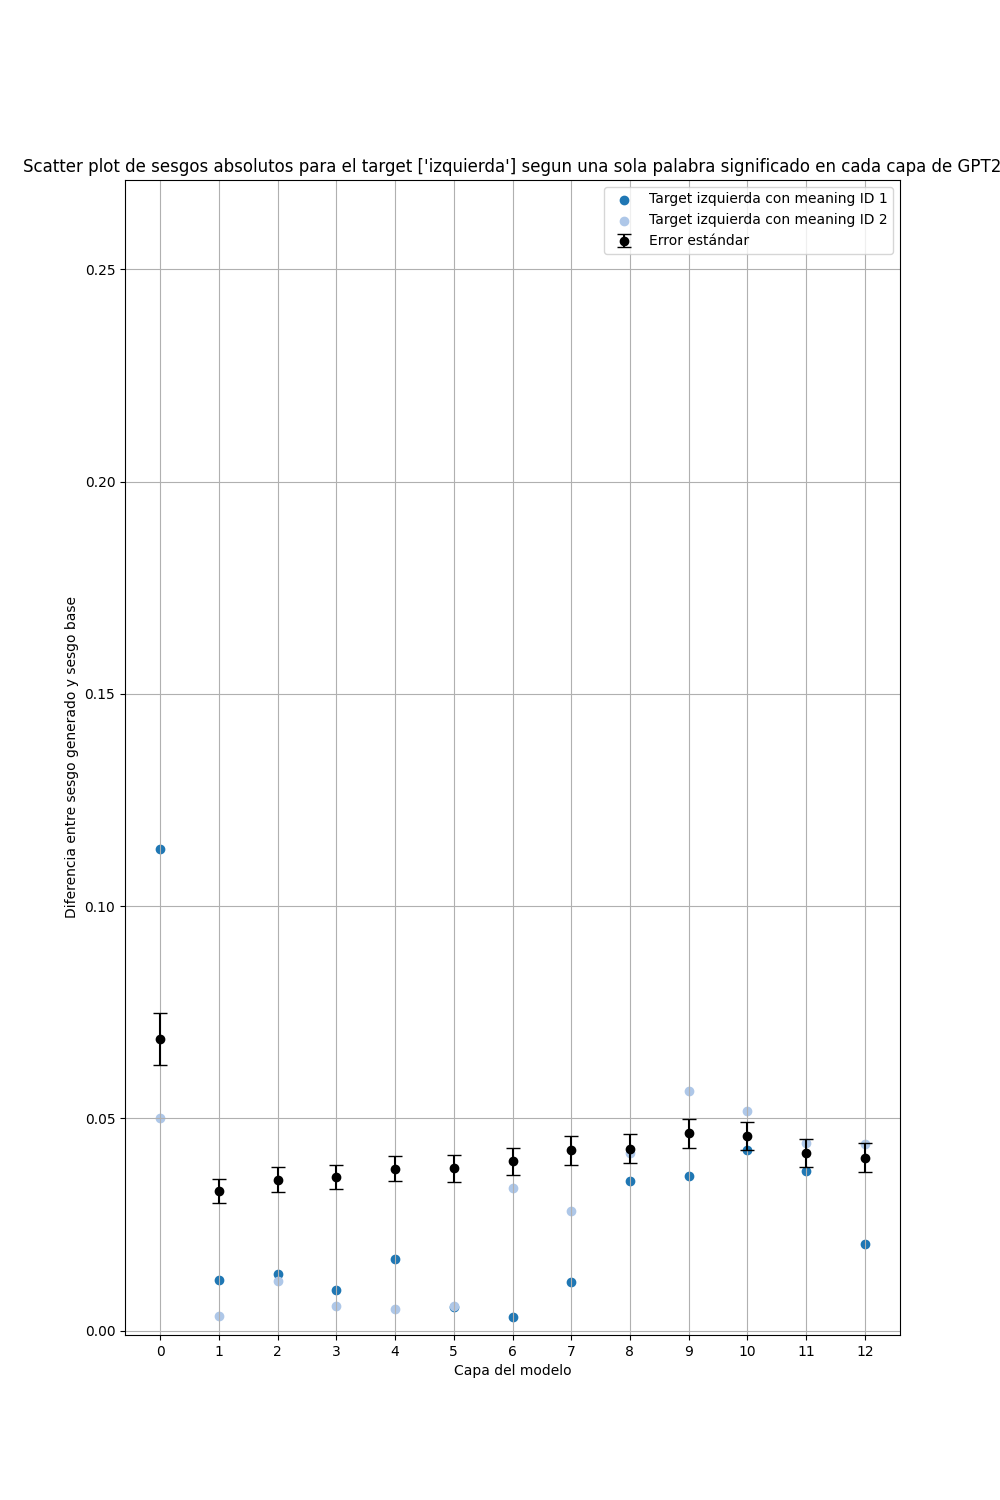 Scatter plot de sesgos absolutos para el target ['izquierda'] segun una sola palabra significado en cada capa de GPT2
Target izquierda con meaning ID 1
Target izquierda con meaning ID 2
Error estándar
Diferencia entre sesgo generado y sesgo base
0.25
0.20
0.15
0.10
0.05
0.00
0 1 2 3 4 5 6 7 8 9 10 11 12
Capa del modelo